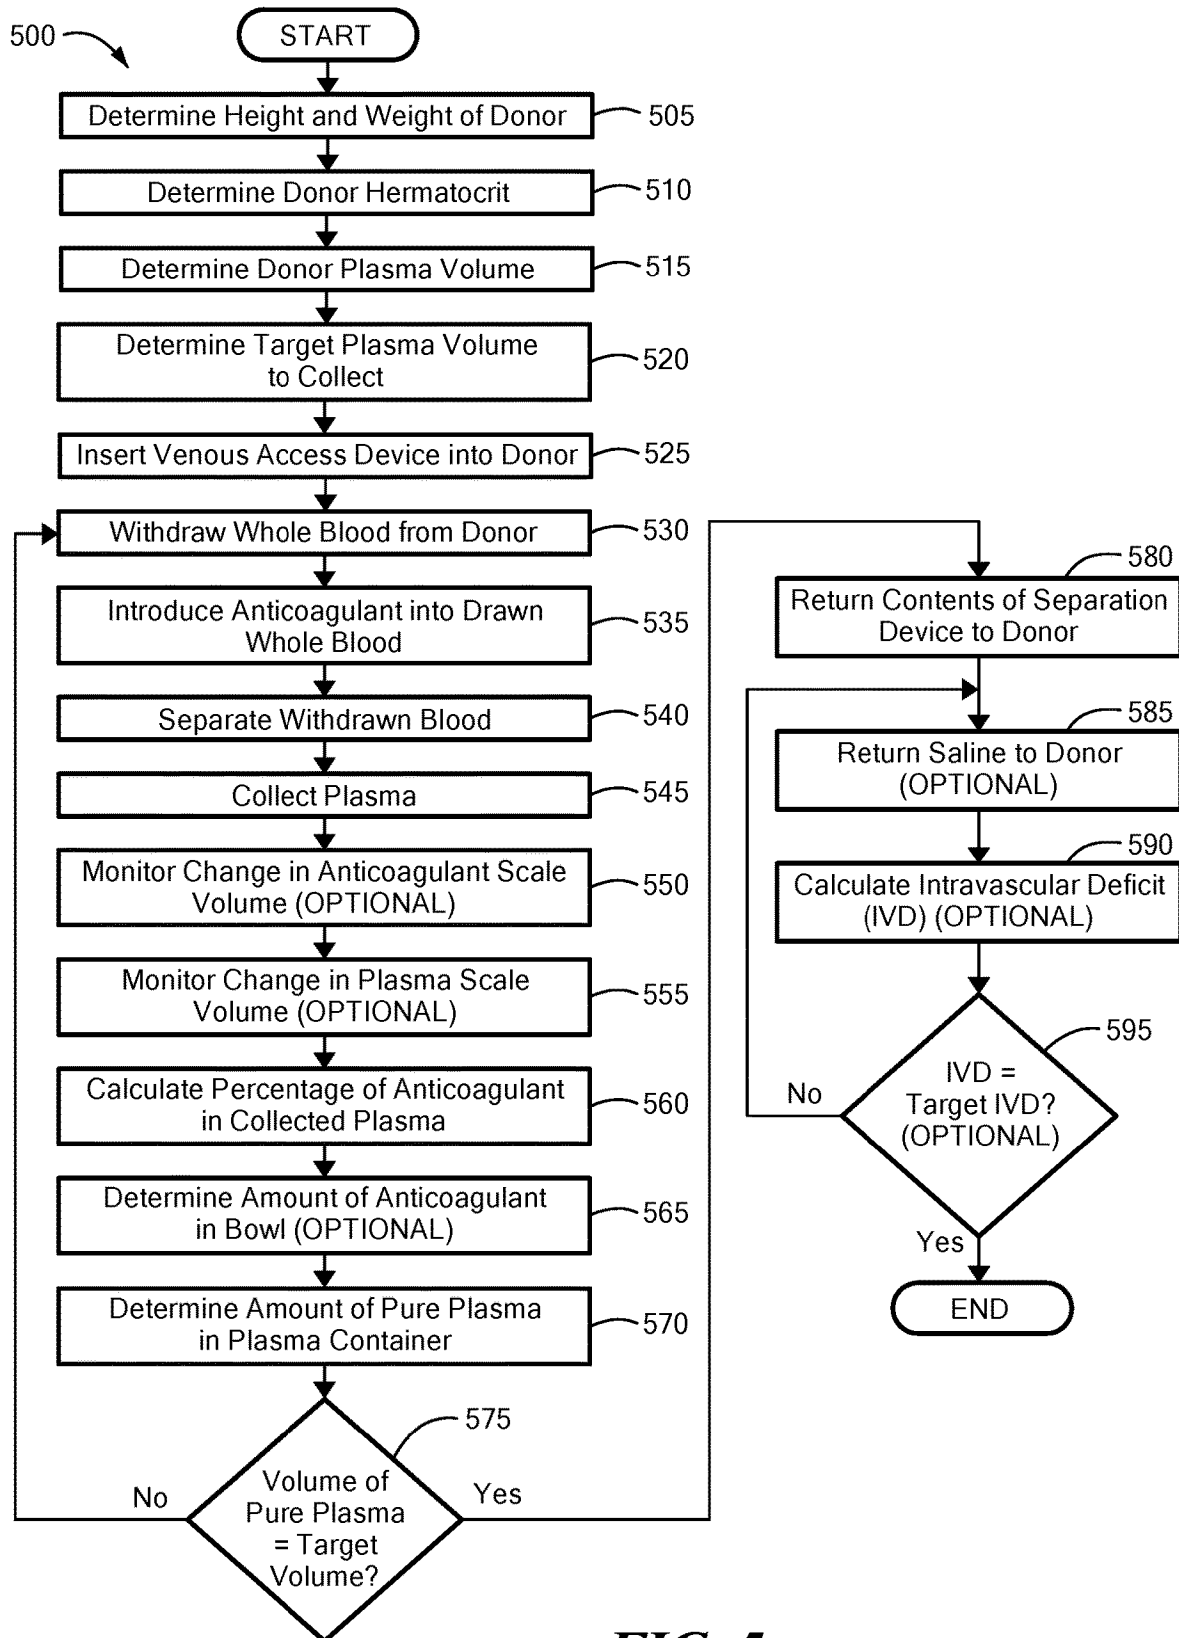 500
START
Determine Height and Weight of Donor
505
Determine Donor Hermatocrit
510
Determine Donor Plasma Volume
515
Determine Target Plasma Volume
to Collect
520
Insert Venous Access Device into Donor
525
Withdraw Whole Blood from Donor
530
Introduce Anticoagulant into Drawn
Whole Blood
535
Separate Withdrawn Blood
540
Collect Plasma
545
Monitor Change in Anticoagulant Scale
Volume (OPTIONAL)
550
Monitor Change in Plasma Scale
Volume (OPTIONAL)
555
Calculate Percentage of Anticoagulant
in Collected Plasma
560
Determine Amount of Anticoagulant
in Bowl (OPTIONAL)
565
Determine Amount of Pure Plasma
in Plasma Container
570
575
Volume of
Pure Plasma
= Target
Volume?
No
Yes
580
Return Contents of Separation
Device to Donor
585
Return Saline to Donor
(OPTIONAL)
590
Calculate Intravascular Deficit
(IVD) (OPTIONAL)
595
IVD =
Target IVD?
(OPTIONAL)
No
Yes
END